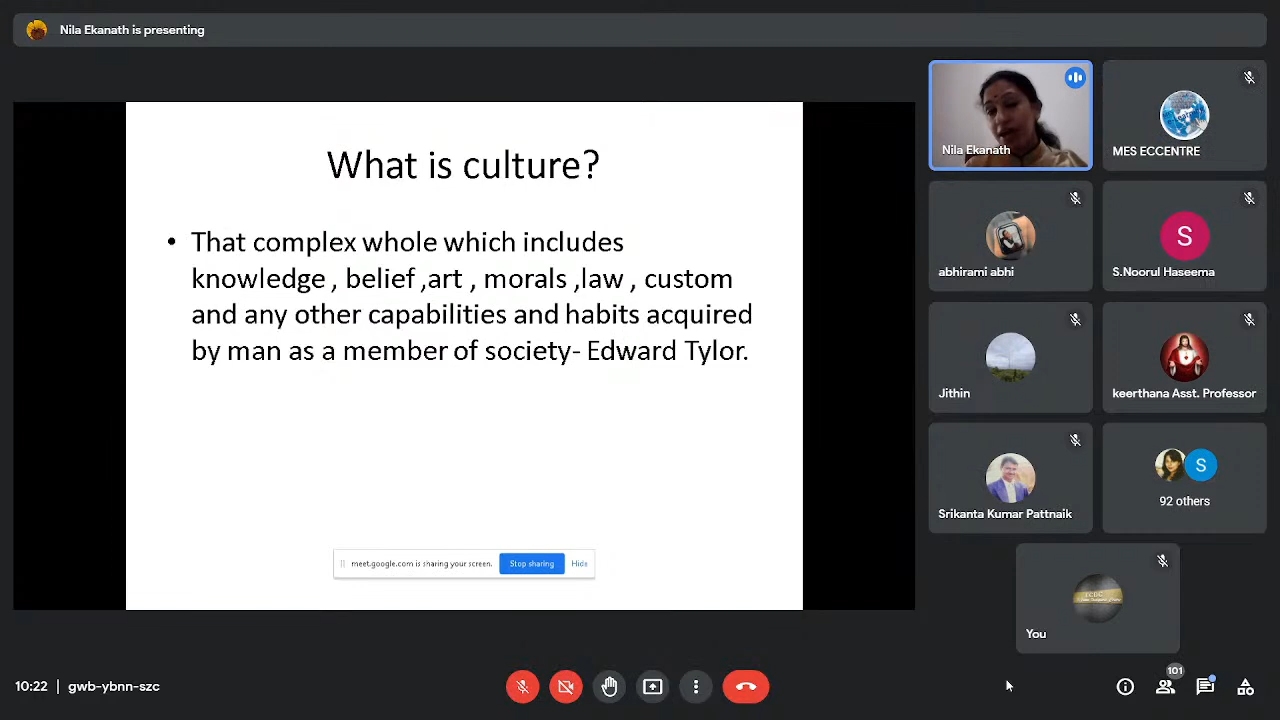 Nila Ekanath is presenting
What is culture?
• That complex whole which includes
knowledge , belief ,art , morals ,law , custom
and any other capabilities and habits acquired
by man as a member of society- Edward Tylor.
meet.google.com is sharing your screen.
Stop sharing
Hide
Nila Ekanath
MES ECCENTRE
abhirami abhi
S
S.Noorul Haseema
Jithin
keerthana Asst. Professor
Srikanta Kumar Pattnaik
S
92 others
You
10:22 | gwb-ybnn-szc
101